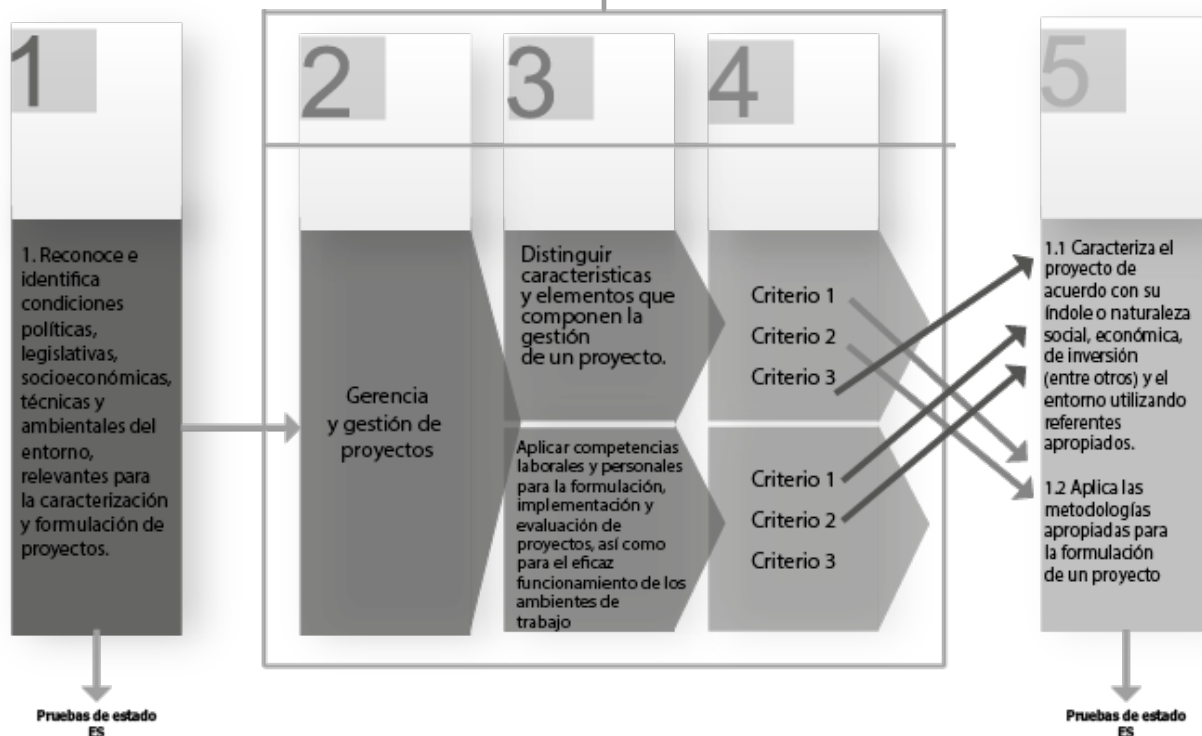 1
2
3
4
5
1. Reconoce e
identifica
condiciones
políticas,
legislativas,
socioeconómicas,
técnicas y
ambientales del
entorno,
relevantes para
la caracterización
y formulación de
proyectos.
Gerencia
y gestión de
proyectos
Distinguir
caracteristicas
y elementos que
componen la
gestión
de un proyecto.
Aplicar competencias
laborales y personales
para la formulación,
implementación y
evaluación de
proyectos, así como
para el eficaz
funcionamiento de los
ambientes de
trabajo
Criterio 1
Criterio 2
Criterio 3
Criterio 1
Criterio 2
Criterio 3
1.1 Caracteriza el
proyecto de
acuerdo con su
índole o naturaleza
social, económica,
de inversión
(entre otros) y el
entorno utilizando
referentes
apropiados.
1.2 Aplica las
metodologías
apropiadas para
la formulación
de un proyecto
Pruebas de estado
ES
Pruebas de estado
ES